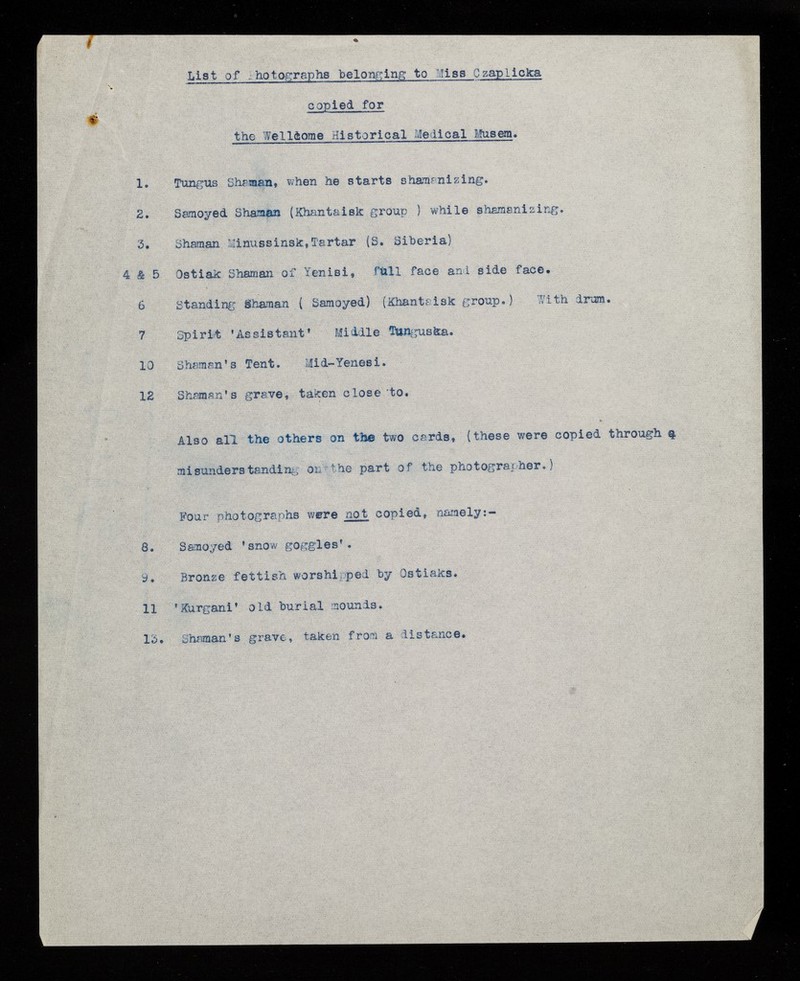 List of Photographs belonging to Miss Czaplicka
copied for
the Wellcome Historical Medical Musem.
1. Tungus Shaman, when he starts shamanizing.
2. Samoyed Shaman (Khantaisk group ) while shamanizing.
3. Shaman Minussinsk,Tartar (S. Siberia)
4 & 5 Ostiak Shaman of Yenisi, full face and side face.
6 Standing Shaman ( Samoyed) (Khantaisk group.) With drum.
7 Spirit 'Assistant' Middle Tunguska.
10 Shaman's Tent. Mid-Yenesi.
12 Shaman's grave, taken close to.
Also all the others on the two cards, (these were copied through a
misunderstanding on the part of the photographer.)
Four photographs were not copied, namely:-
8. Samoyed 'snow goggles'.
9. Bronze fettish worshipped by Ostiaks.
11 'Kurgani' old burial mounds.
13. Shaman's grave, taken from a distance.